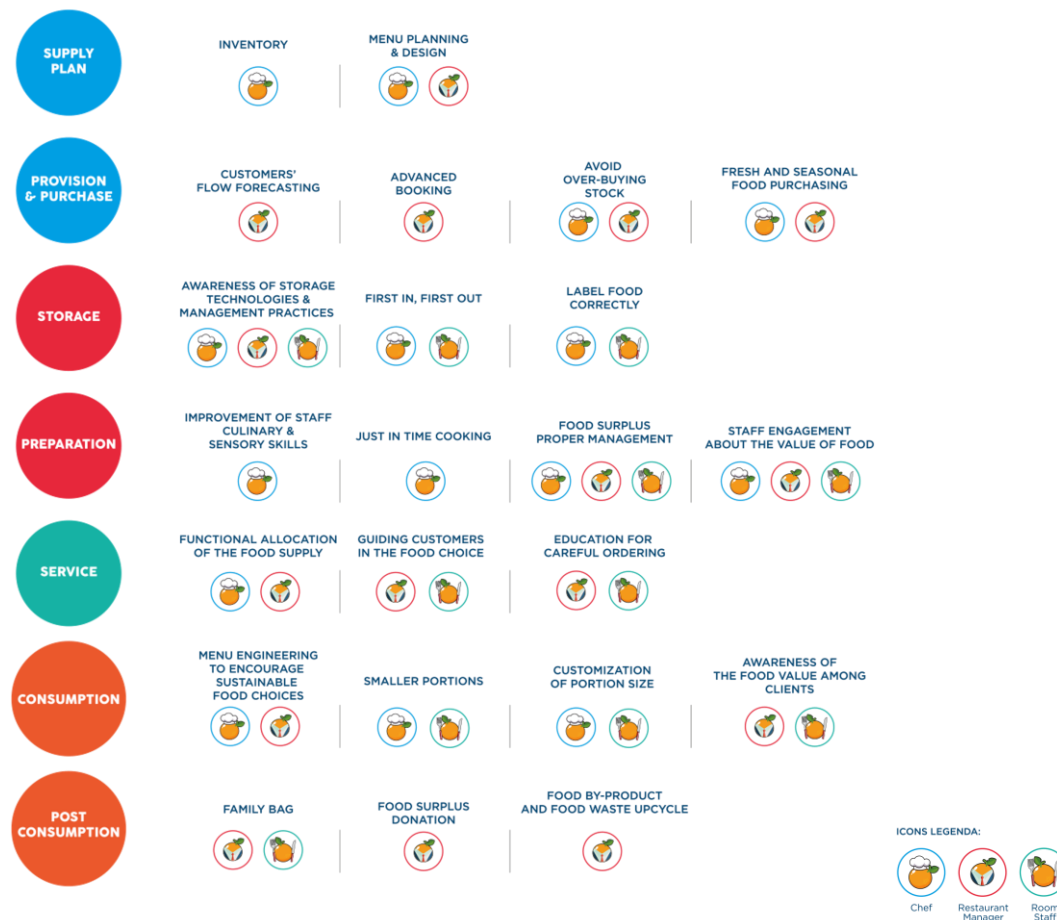 SUPPLY
PLAN
INVENTORY
MENU PLANNING
& DESIGN
PROVISION
& PURCHASE
CUSTOMERS'
FLOW FORECASTING
ADVANCED
BOOKING
AVOID
OVER-BUYING
STOCK
FRESH AND SEASONAL
FOOD PURCHASING
STORAGE
AWARENESS OF STORAGE
TECHNOLOGIES &
MANAGEMENT PRACTICES
FIRST IN, FIRST OUT
LABEL FOOD
CORRECTLY
PREPARATION
IMPROVEMENT OF STAFF
CULINARY &
SENSORY SKILLS
JUST IN TIME COOKING
FOOD SURPLUS
PROPER MANAGEMENT
STAFF ENGAGEMENT
ABOUT THE VALUE OF FOOD
SERVICE
FUNCTIONAL ALLOCATION
OF THE FOOD SUPPLY
GUIDING CUSTOMERS
IN THE FOOD CHOICE
EDUCATION FOR
CAREFUL ORDERING
CONSUMPTION
MENU ENGINEERING
TO ENCOURAGE
SUSTAINABLE
FOOD CHOICES
SMALLER PORTIONS
CUSTOMIZATION
OF PORTION SIZE
AWARENESS OF
THE FOOD VALUE AMONG
CLIENTS
POST
CONSUMPTION
FAMILY BAG
FOOD SURPLUS
DONATION
FOOD BY-PRODUCT
AND FOOD WASTE UPCYCLE
ICONS LEGENDA:
Chef
Restaurant
Manager
Room
Staff